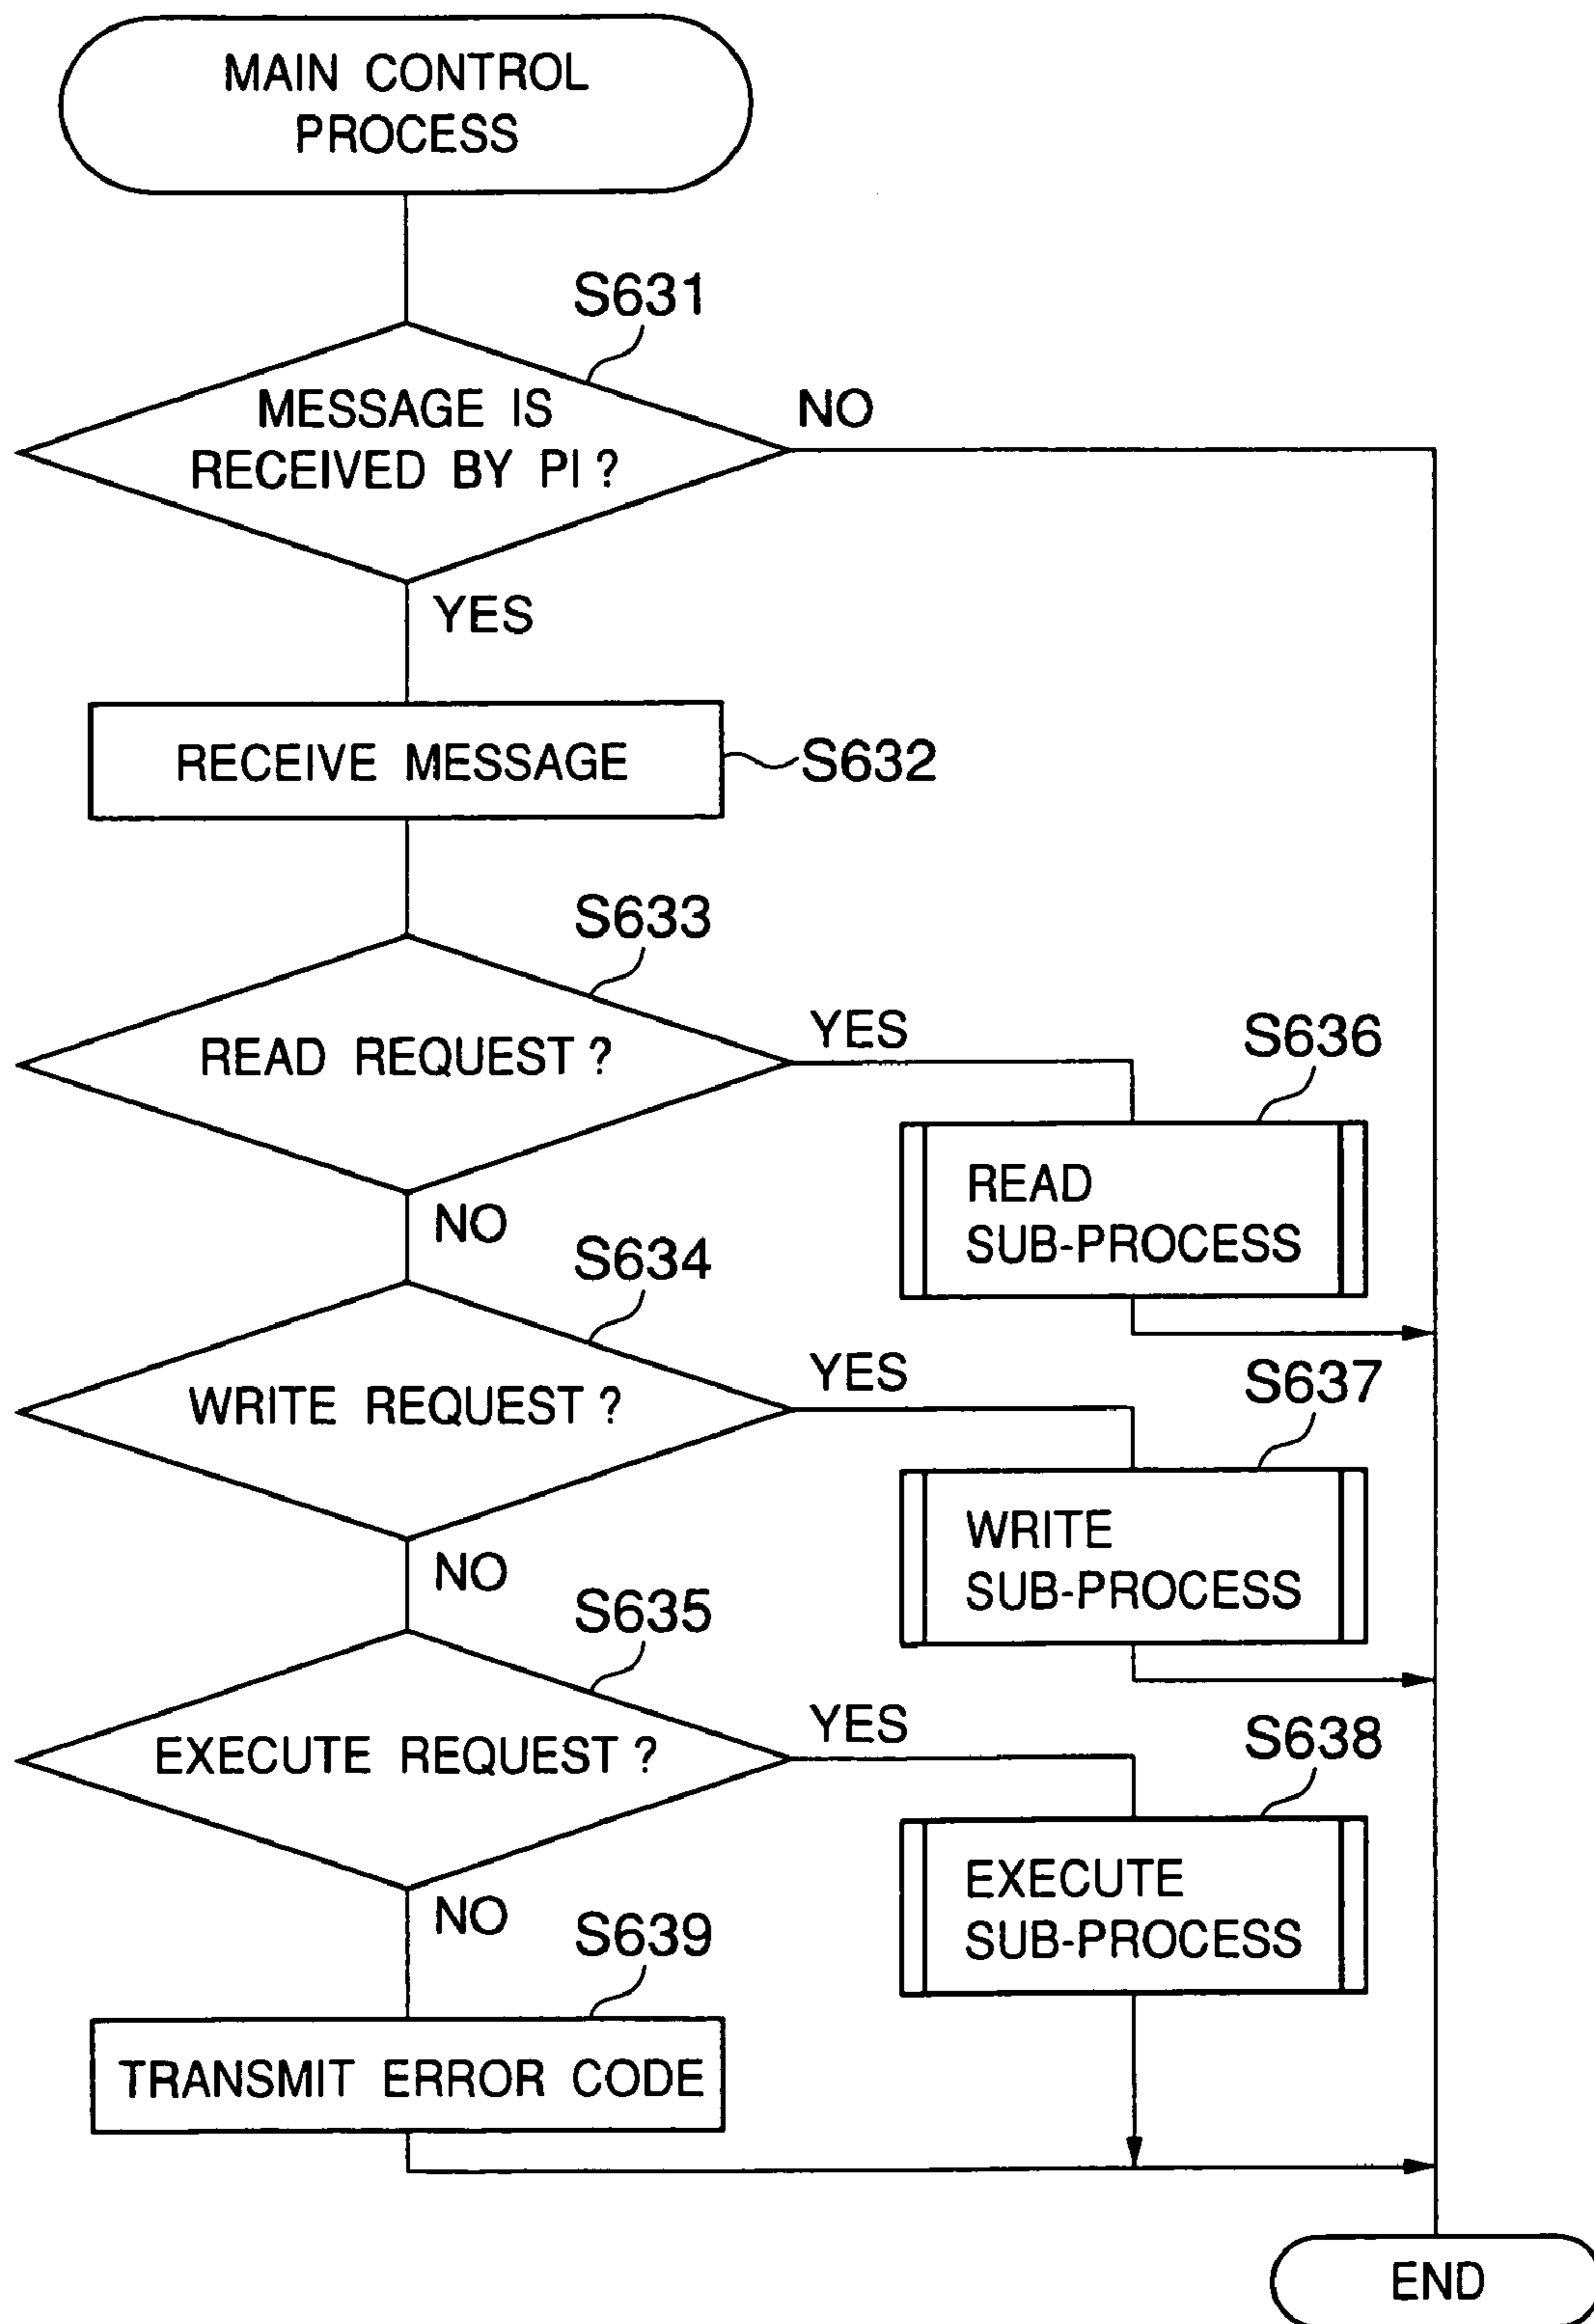 MAIN CONTROL
PROCESS
S631
MESSAGE IS
RECEIVED BY PI ?
NO
YES
RECEIVE MESSAGE
S632
S633
READ REQUEST ?
YES
S636
READ
SUB-PROCESS
NO
S634
WRITE REQUEST ?
YES
S637
WRITE
SUB-PROCESS
NO
S635
EXECUTE REQUEST ?
YES
S638
EXECUTE
SUB-PROCESS
NO
S639
TRANSMIT ERROR CODE
END